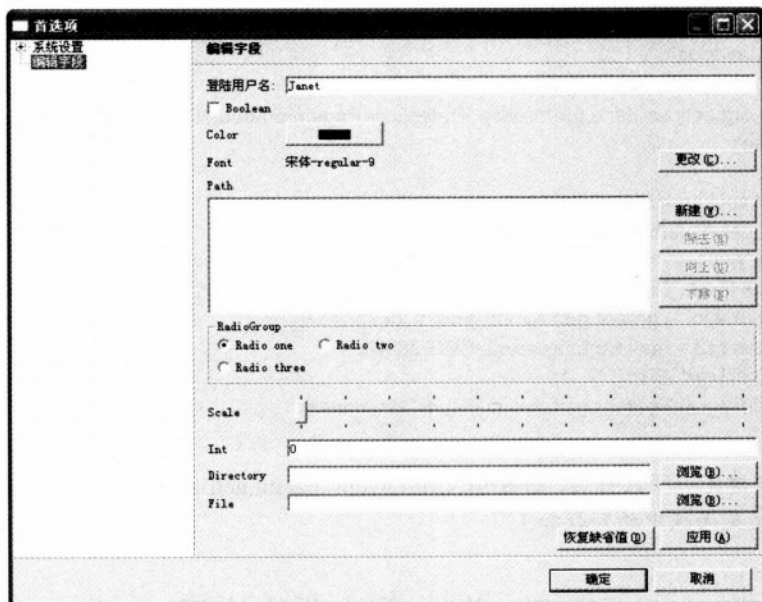 首选项
系统设置
编辑字段
编辑字段
登陆用户名: Janet
Boolean
Color
Font 宋体-regular-9 更改(C)...
Path
新建(W)...
除去(R)
向上(U)
下移(E)
RadioGroup
Radio one Radio two
Radio three
Scale
Int 0
Directory 浏览(B)...
File 浏览(B)...
恢复缺省值(D) 应用(A)
确定 取消